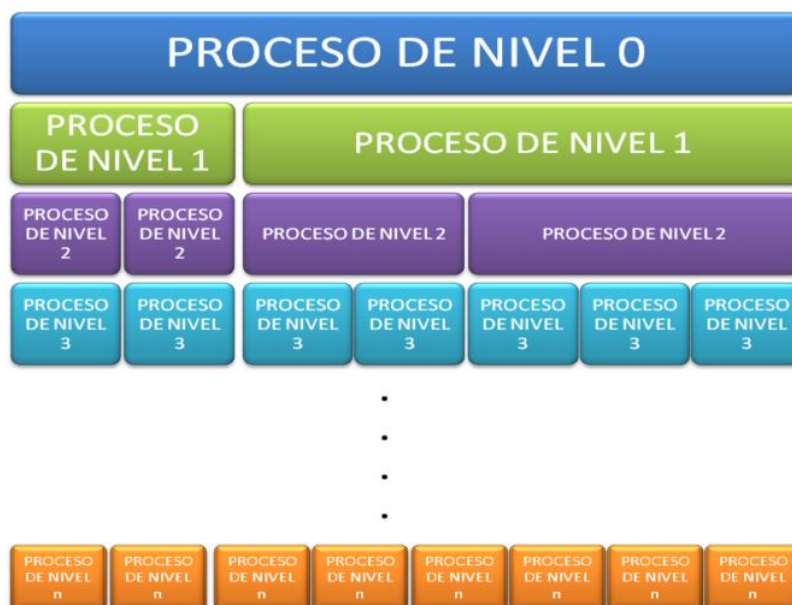 PROCESO DE NIVEL 0
PROCESO
DE NIVEL 1
PROCESO DE NIVEL 1
PROCESO
DE NIVEL
2
PROCESO
DE NIVEL
2
PROCESO DE NIVEL 2
PROCESO DE NIVEL 2
PROCESO
DE NIVEL
3
PROCESO
DE NIVEL
3
PROCESO
DE NIVEL
3
PROCESO
DE NIVEL
3
PROCESO
DE NIVEL
3
PROCESO
DE NIVEL
3
PROCESO
DE NIVEL
3
PROCESO
DE NIVEL
n
PROCESO
DE NIVEL
n
PROCESO
DE NIVEL
n
PROCESO
DE NIVEL
n
PROCESO
DE NIVEL
n
PROCESO
DE NIVEL
n
PROCESO
DE NIVEL
n
PROCESO
DE NIVEL
n